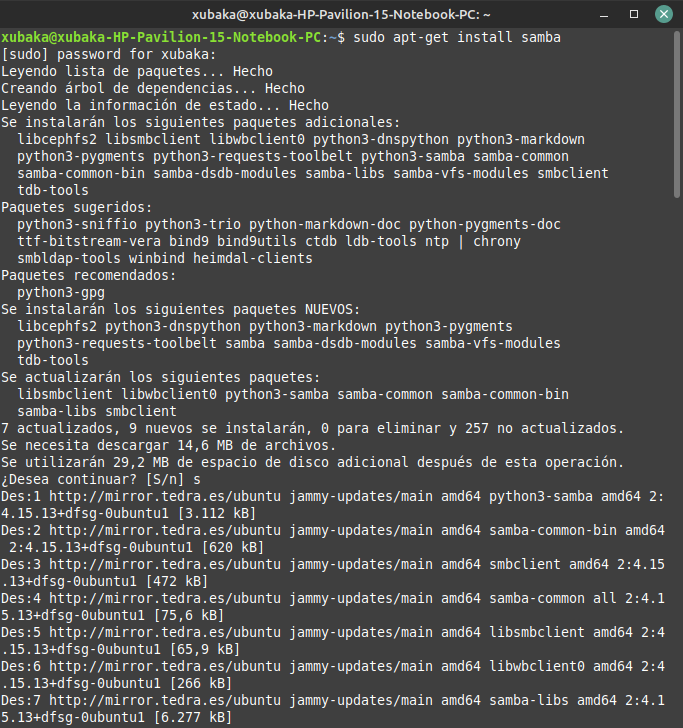 xubaka@xubaka-HP-Pavilion-15-Notebook-PC: ~
xubaka@xubaka-HP-Pavilion-15-Notebook-PC:~$ sudo apt-get install samba
[sudo] password for xubaka:
Leyendo lista de paquetes... Hecho
Creando árbol de dependencias... Hecho
Leyendo la información de estado... Hecho
Se instalarán los siguientes paquetes adicionales:
  libcephfs2 libsmbclient libwbclient0 python3-dnspython python3-markdown
  python3-pygments python3-requests-toolbelt python3-samba samba-common
  samba-common-bin samba-dsdb-modules samba-libs samba-vfs-modules smbclient
  tdb-tools
Paquetes sugeridos:
  python3-sniffio python3-trio python-markdown-doc python-pygments-doc
  ttf-bitstream-vera bind9 bind9utils ctdb ldb-tools ntp | chrony
  smbldap-tools winbind heimdal-clients
Paquetes recomendados:
  python3-gpg
Se instalarán los siguientes paquetes NUEVOS:
  libcephfs2 python3-dnspython python3-markdown python3-pygments
  python3-requests-toolbelt samba samba-dsdb-modules samba-vfs-modules
  tdb-tools
Se actualizarán los siguientes paquetes:
  libsmbclient libwbclient0 python3-samba samba-common samba-common-bin
  samba-libs smbclient
7 actualizados, 9 nuevos se instalarán, 0 para eliminar y 257 no actualizados.
Se necesita descargar 14,6 MB de archivos.
Se utilizarán 29,2 MB de espacio de disco adicional después de esta operación.
¿Desea continuar? [S/n] s
Des:1 http://mirror.tedra.es/ubuntu jammy-updates/main amd64 python3-samba amd64 2:
4.15.13+dfsg-0ubuntu1 [3.112 kB]
Des:2 http://mirror.tedra.es/ubuntu jammy-updates/main amd64 samba-common-bin amd64
 2:4.15.13+dfsg-0ubuntu1 [620 kB]
Des:3 http://mirror.tedra.es/ubuntu jammy-updates/main amd64 smbclient amd64 2:4.15
.13+dfsg-0ubuntu1 [472 kB]
Des:4 http://mirror.tedra.es/ubuntu jammy-updates/main amd64 samba-common all 2:4.1
5.13+dfsg-0ubuntu1 [75,6 kB]
Des:5 http://mirror.tedra.es/ubuntu jammy-updates/main amd64 libsmbclient amd64 2:4
.15.13+dfsg-0ubuntu1 [65,9 kB]
Des:6 http://mirror.tedra.es/ubuntu jammy-updates/main amd64 libwbclient0 amd64 2:4
.15.13+dfsg-0ubuntu1 [266 kB]
Des:7 http://mirror.tedra.es/ubuntu jammy-updates/main amd64 samba-libs amd64 2:4.1
5.13+dfsg-0ubuntu1 [6.277 kB]